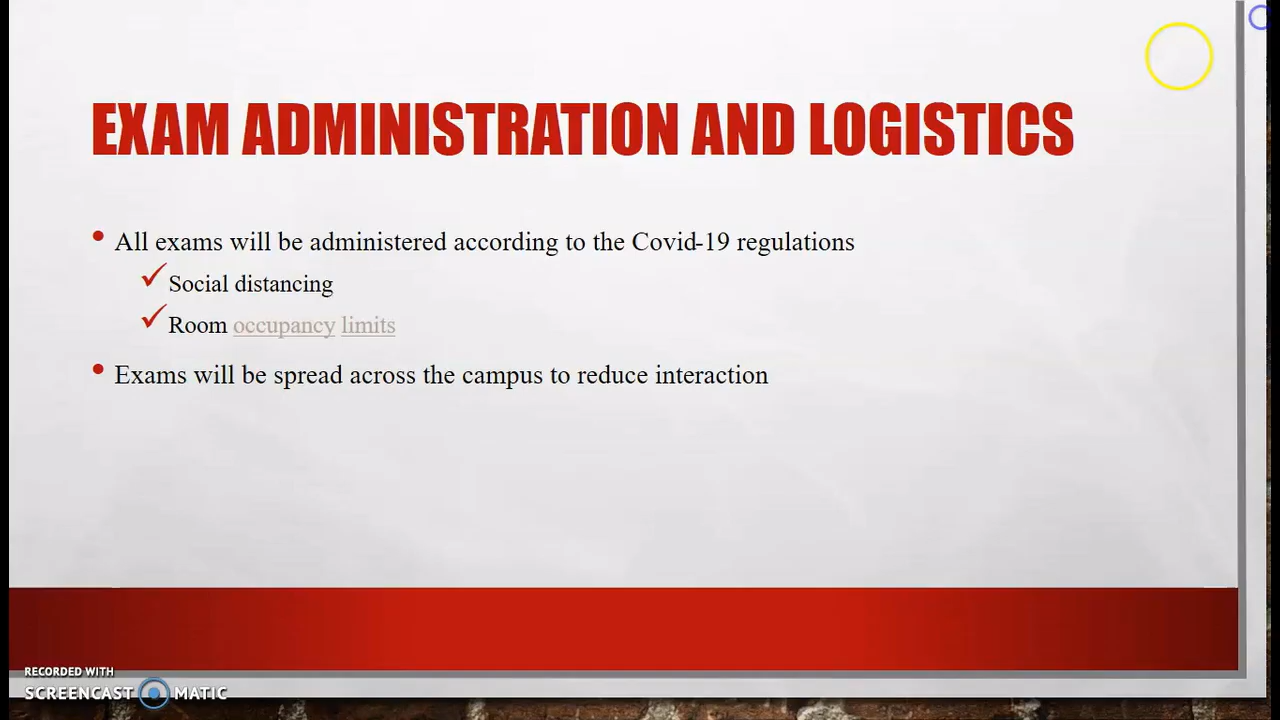 EXAM ADMINISTRATION AND LOGISTICS
All exams will be administered according to the Covid-19 regulations
Social distancing
Room occupancy limits
Exams will be spread across the campus to reduce interaction
RECORDED WITH
SCREENCAST MATIC